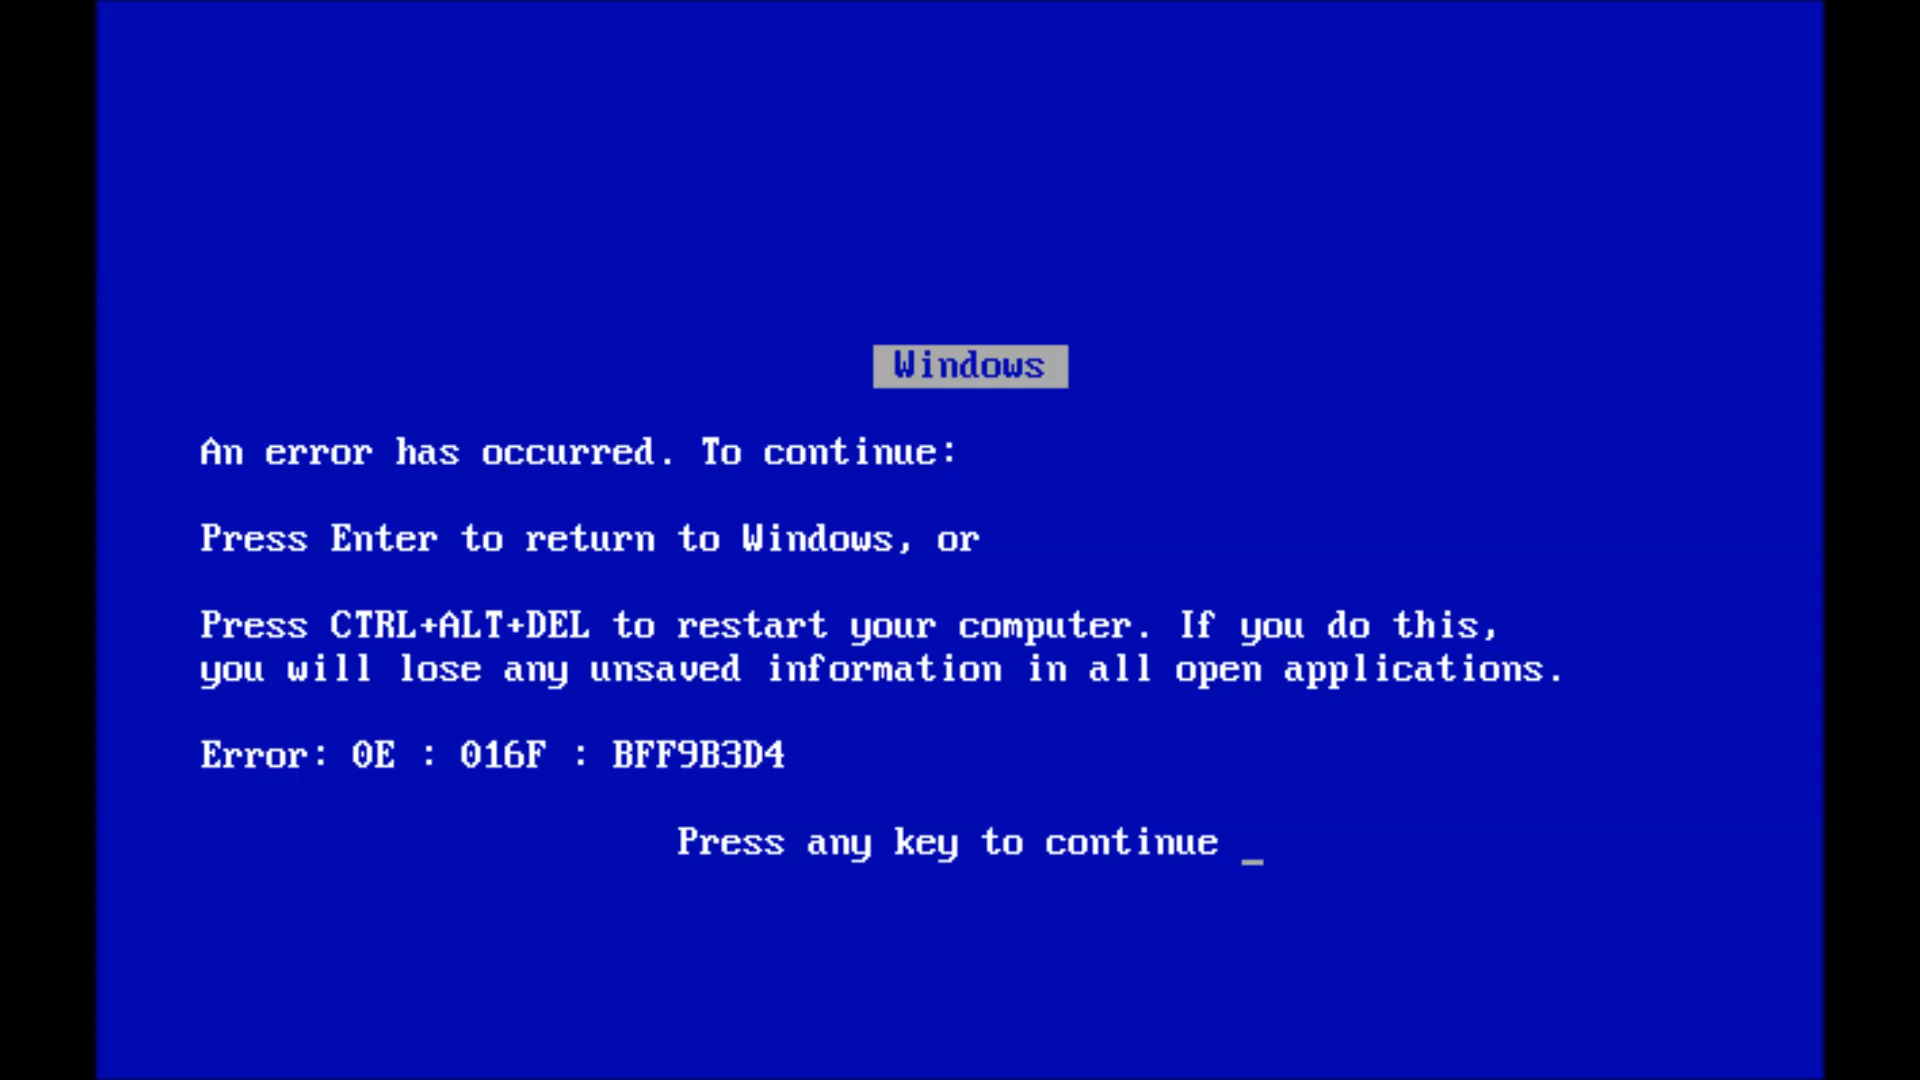 Windows
An error has occurred. To continue:
Press Enter to return to Windows, or
Press CTRL+ALT+DEL to restart your computer. If you do this,
you will lose any unsaved information in all open applications.
Error: 0E : 016F : BFF9B3D4
Press any key to continue _